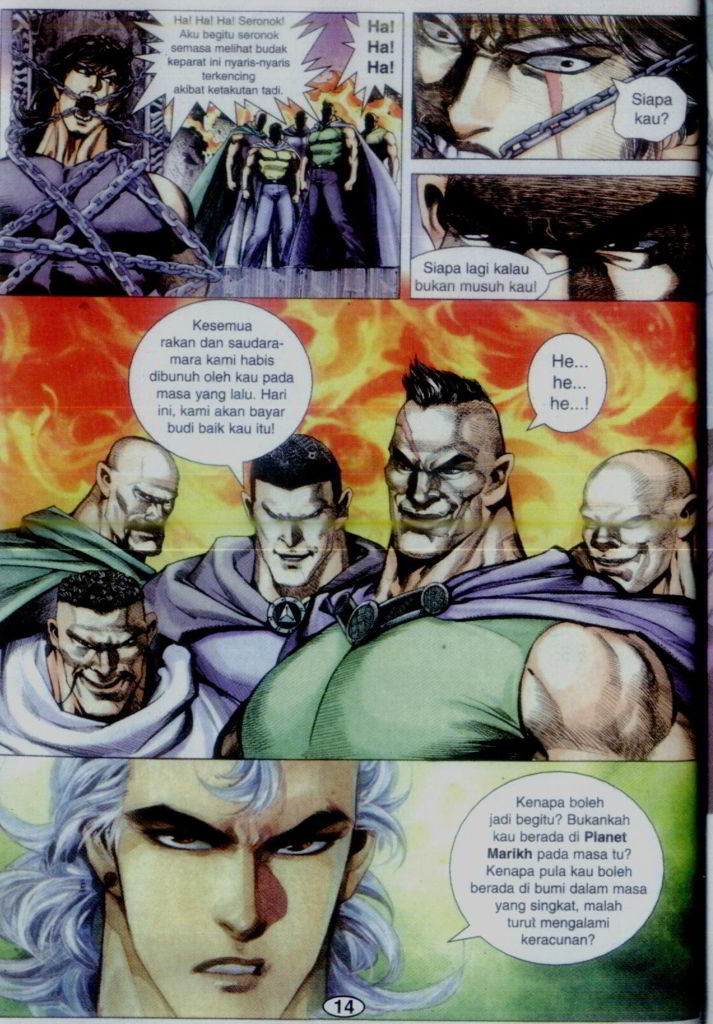 Ha! Ha! Ha! Seronok!
Aku begitu seronok
semasa melihat budak
keparat ini nyaris-nyaris
terkencing
akibat ketakutan tadi.
Ha!
Ha!
Ha!
Siapa
kau?
Siapa lagi kalau
bukan musuh kau!
Kesemua
rakan dan saudara-
mara kami habis
dibunuh oleh kau pada
masa yang lalu. Hari
ini, kami akan bayar
budi baik kau itu!
He...
he...
he...!
Kenapa boleh
jadi begitu? Bukankah
kau berada di Planet
Marikh pada masa tu?
Kenapa pula kau boleh
berada di bumi dalam masa
yang singkat, malah
turut mengalami
keracunan?
14